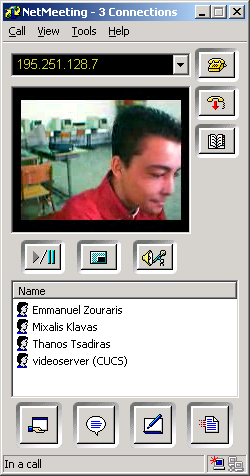 NetMeeting - 3 Connections
Call View Tools Help
195.251.128.7
Name
Emmanuel Zouraris
Mixalis Klavas
Thanos Tsadiras
videoserver (CUCS)
In a call